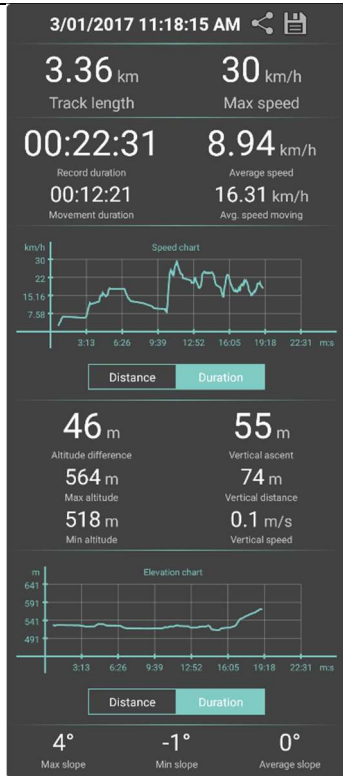 3/01/2017 11:18:15 AM
3.36 km 30 km/h
Track length Max speed
00:22:31 8.94 km/h
Record duration Average speed
00:12:21 16.31 km/h
Movement duration Avg. speed moving
km/h Speed chart
30
22
15.16
7.58
3:13 6:26 9:39 12:52 16:05 19:18 22:31 m:s
Distance Duration
46 m 55 m
Altitude difference Vertical ascent
564 m 74 m
Max altitude Vertical distance
518 m 0.1 m/s
Min altitude Vertical speed
m Elevation chart
641
591
541
491
3:13 6:26 9:39 12:52 16:05 19:18 22:31 m:s
Distance Duration
4° -1° 0°
Max slope Min slope Average slope